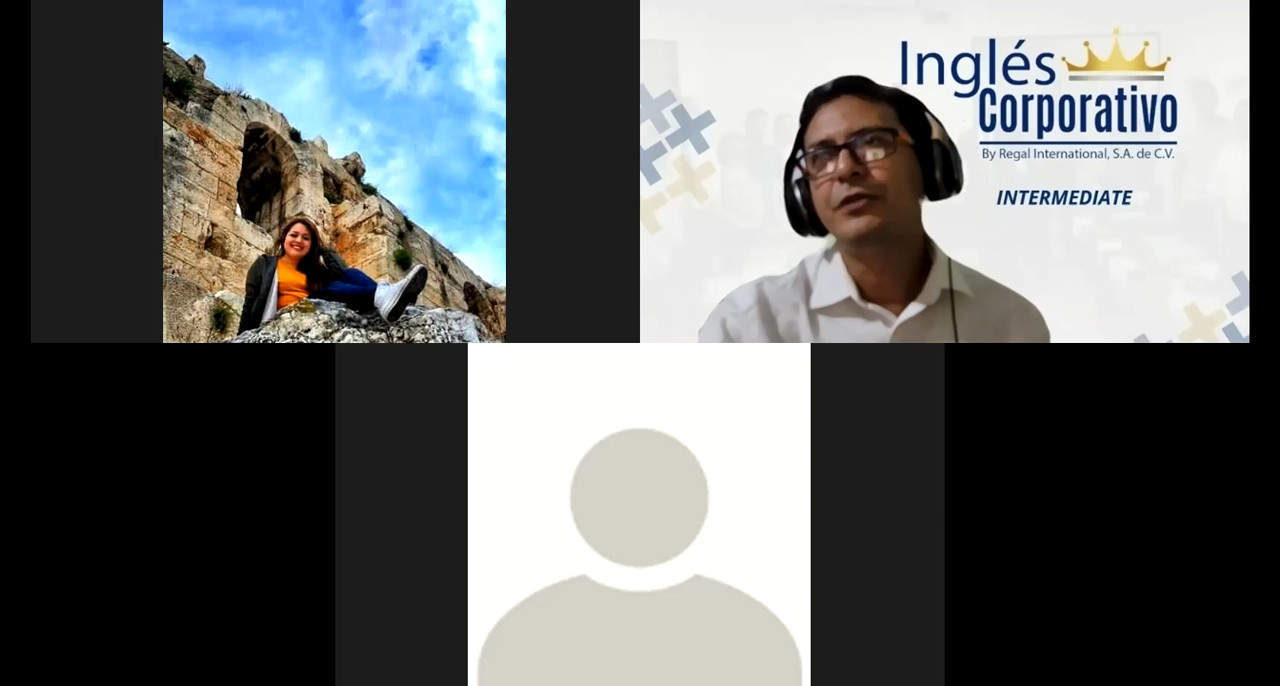 Inglés
Corporativo
By Regal International, S.A. de C.V.
INTERMEDIATE